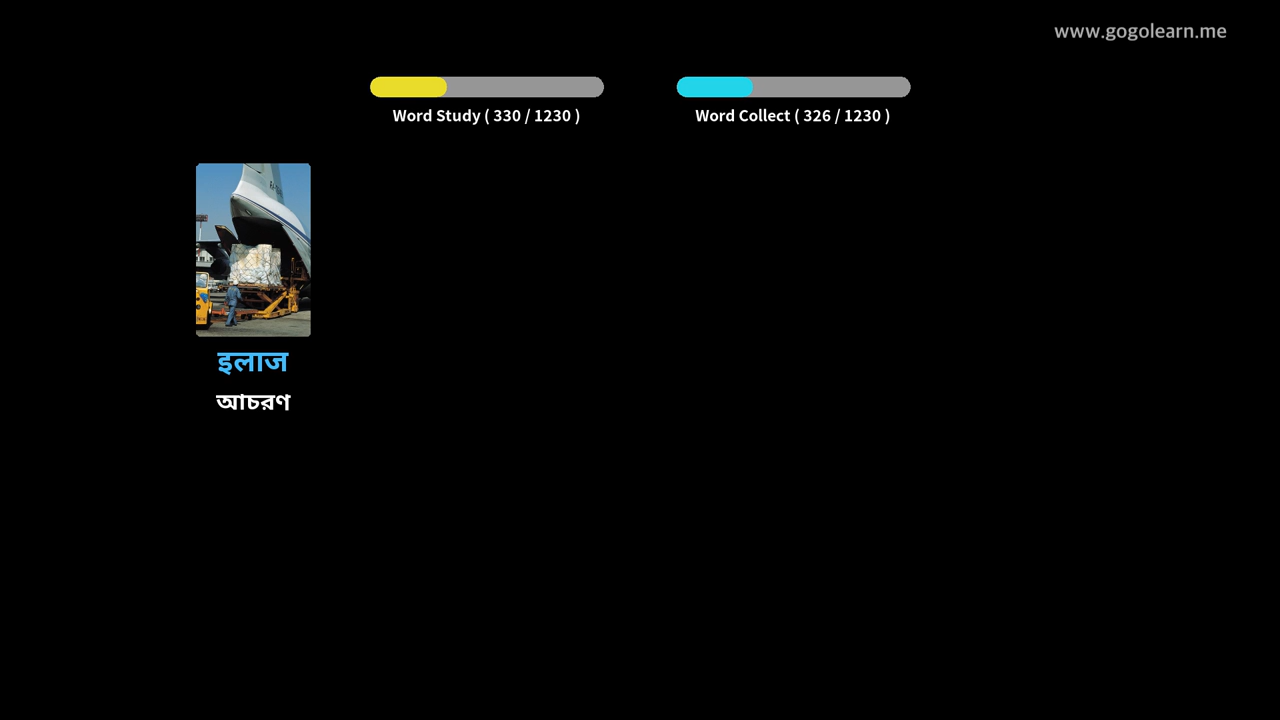 www.gogolearn.me
Word Study ( 330 / 1230 )
Word Collect ( 326 / 1230 )
इलाज
আচরণ